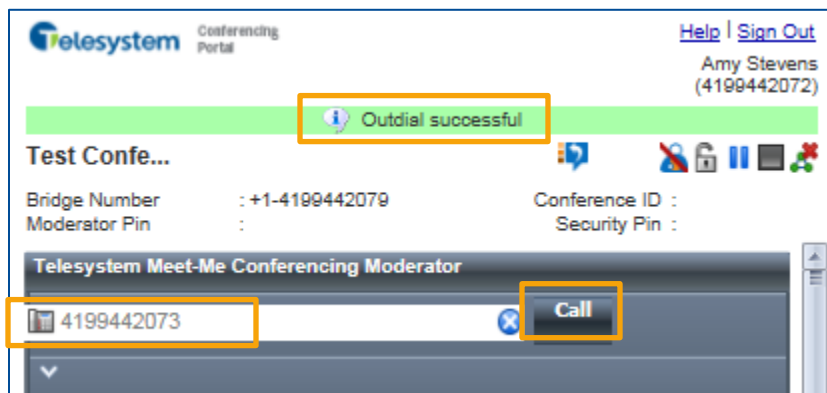 Telesystem Conferencing Portal
Help | Sign Out
Amy Stevens
(4199442072)
Outdial successful
Test Confe...
Bridge Number : +1-4199442079 Conference ID :
Moderator Pin : Security Pin :
Telesystem Meet-Me Conferencing Moderator
4199442073 Call